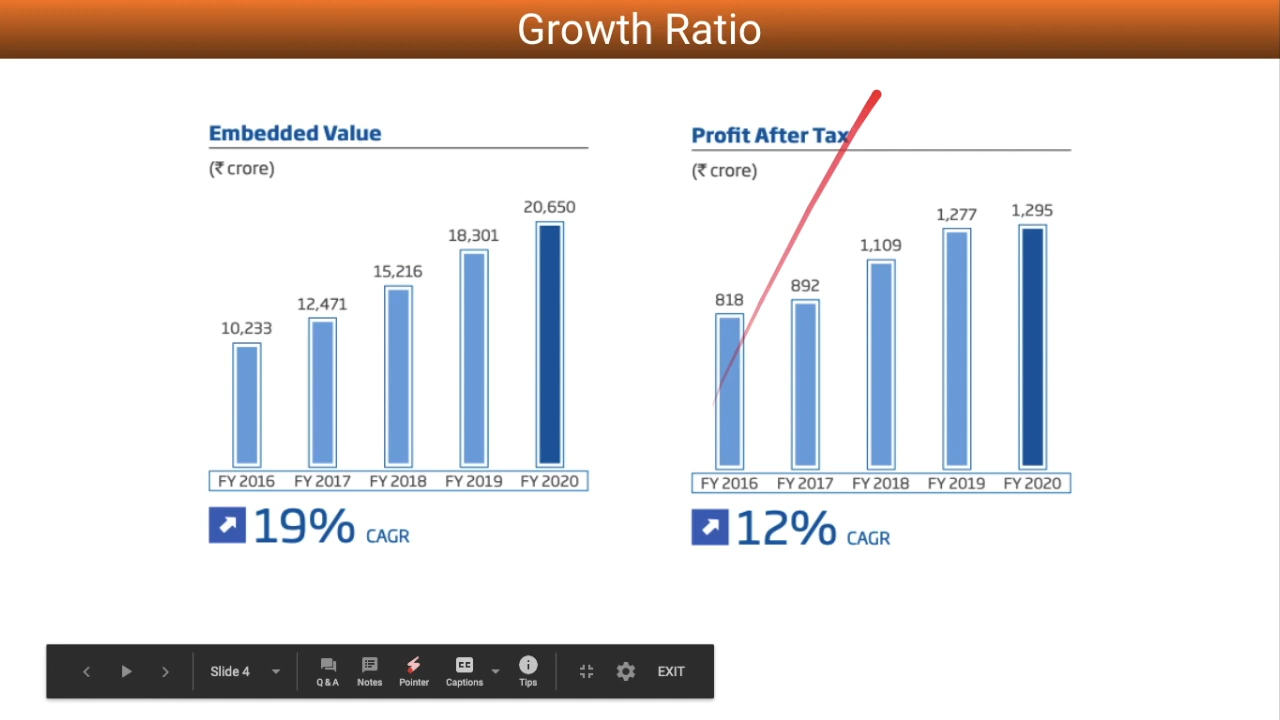 Growth Ratio
Embedded Value
(₹ crore)
10,233
12,471
15,216
18,301
20,650
FY 2016 FY 2017 FY 2018 FY 2019 FY 2020
19% CAGR
Profit After Tax
(₹ crore)
818
892
1,109
1,277
1,295
FY 2016 FY 2017 FY 2018 FY 2019 FY 2020
12% CAGR
Slide 4
Q & A
Notes
Pointer
CC
Captions
Tips
EXIT